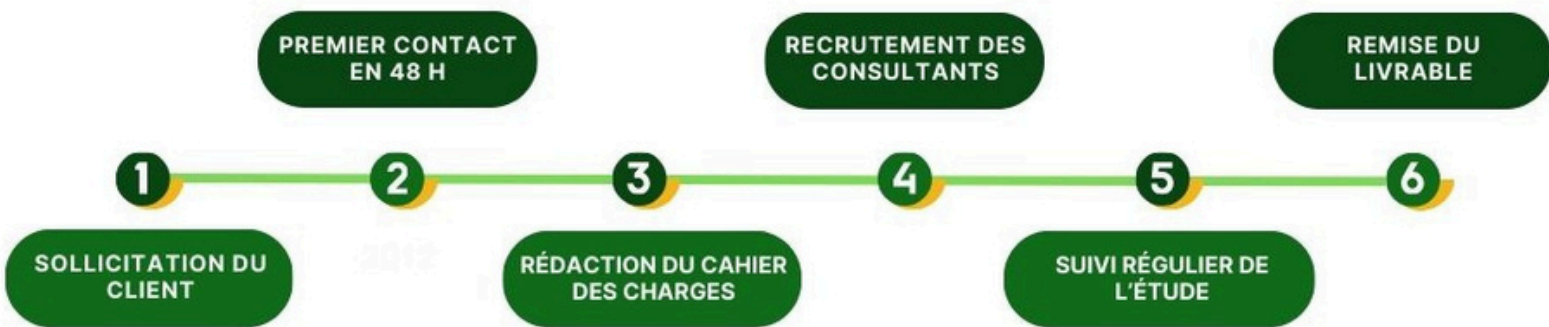 PREMIER CONTACT
EN 48 H
RECRUTEMENT DES
CONSULTANTS
REMISE DU
LIVRABLE
1
2
3
4
5
6
SOLLICITATION DU
CLIENT
2012
RÉDACTION DU CAHIER
DES CHARGES
SUIVI RÉGULIER DE
L'ÉTUDE